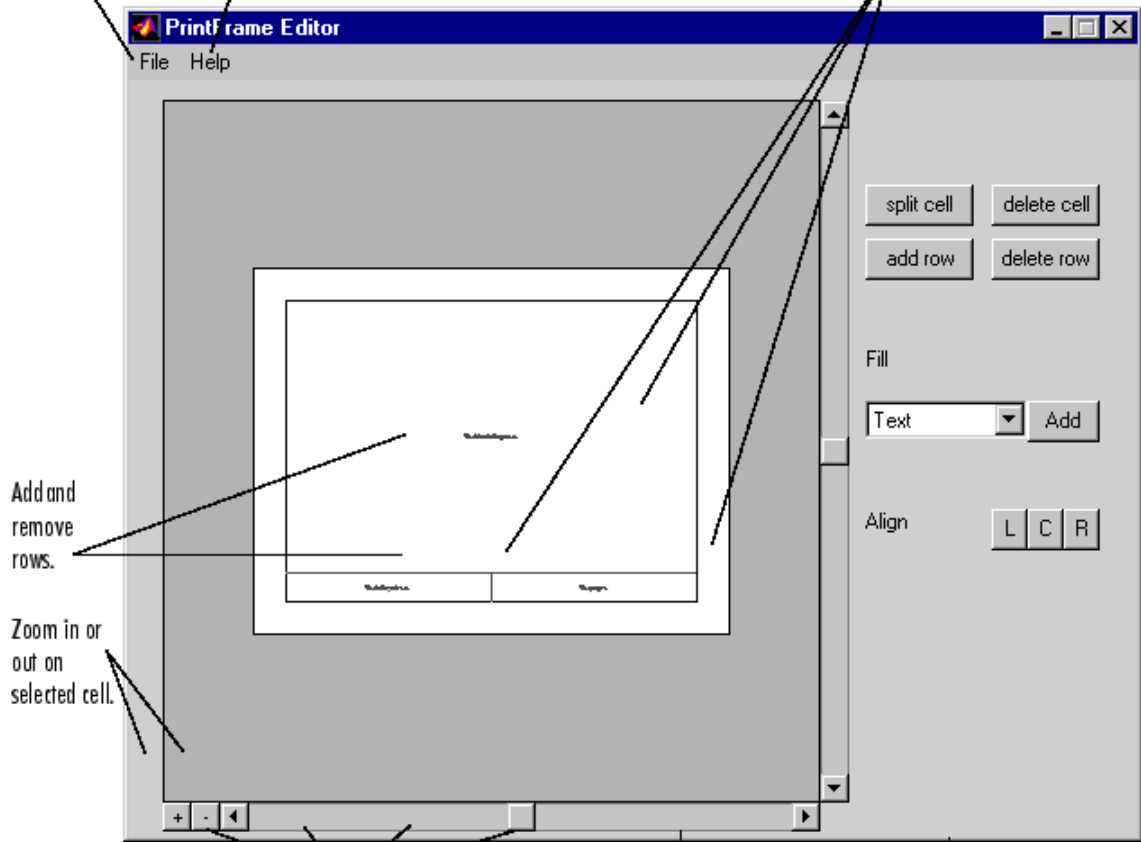 PrintFrame Editor
File Help
split cell delete cell
add row delete row
Fill
Text Add
Align L C R
Add and
remove
rows.
Zoom in or
out on
selected cell.
+ -